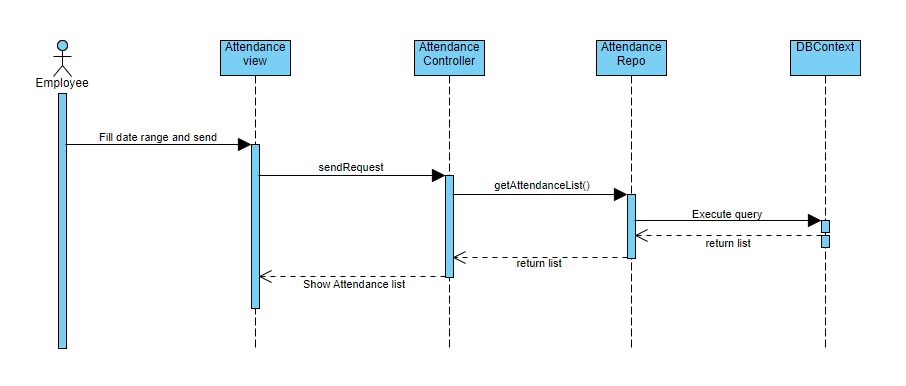 Attendance
view
Attendance
Controller
Attendance
Repo
DBContext
Employee
Fill date range and send
sendRequest
getAttendanceList()
Execute query
return list
return list
Show Attendance list